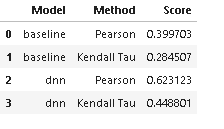 Model Method Score
0 baseline Pearson 0.399703
1 baseline Kendall Tau 0.284507
2 dnn Pearson 0.623123
3 dnn Kendall Tau 0.448801